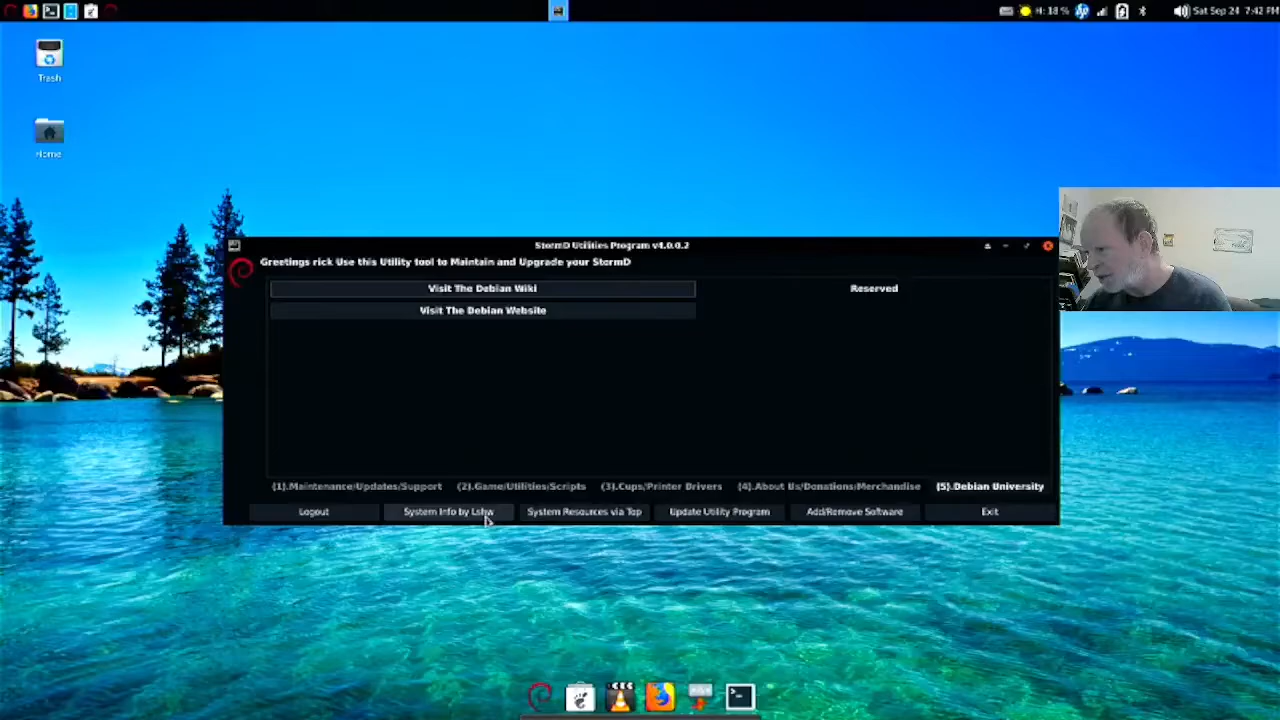 H: 38 %
Sat Sep 24 7:42 PM
Trash
Home
StormD Utilities Program v4.0.0.2
Greetings rick Use this Utility tool to Maintain and Upgrade your StormD
Visit The Debian Wiki
Reserved
Visit The Debian Website
(1).Maintenance/Updates/Support (2).Game/Utilities/Scripts (3).Cups/Printer Drivers (4).About Us/Donations/Merchandise (5).Debian University
Logout System Info by Lshw System Resources via Top Update Utility Program Add/Remove Software Exit